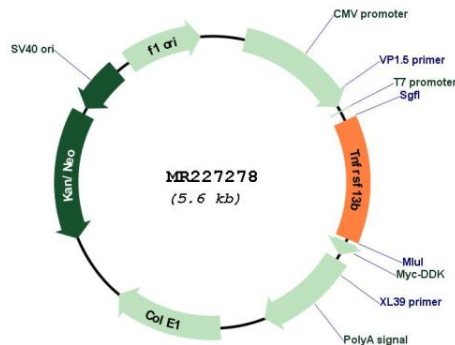 CMV promoter
VP1.5 primer
T7 promoter
SgfI
Tnfrsf13b
MluI
Myc-DDK
XL39 primer
PolyA signal
Col E1
Kan/Neo
SV40 ori
f1 ori
MR227278
(5.6 kb)